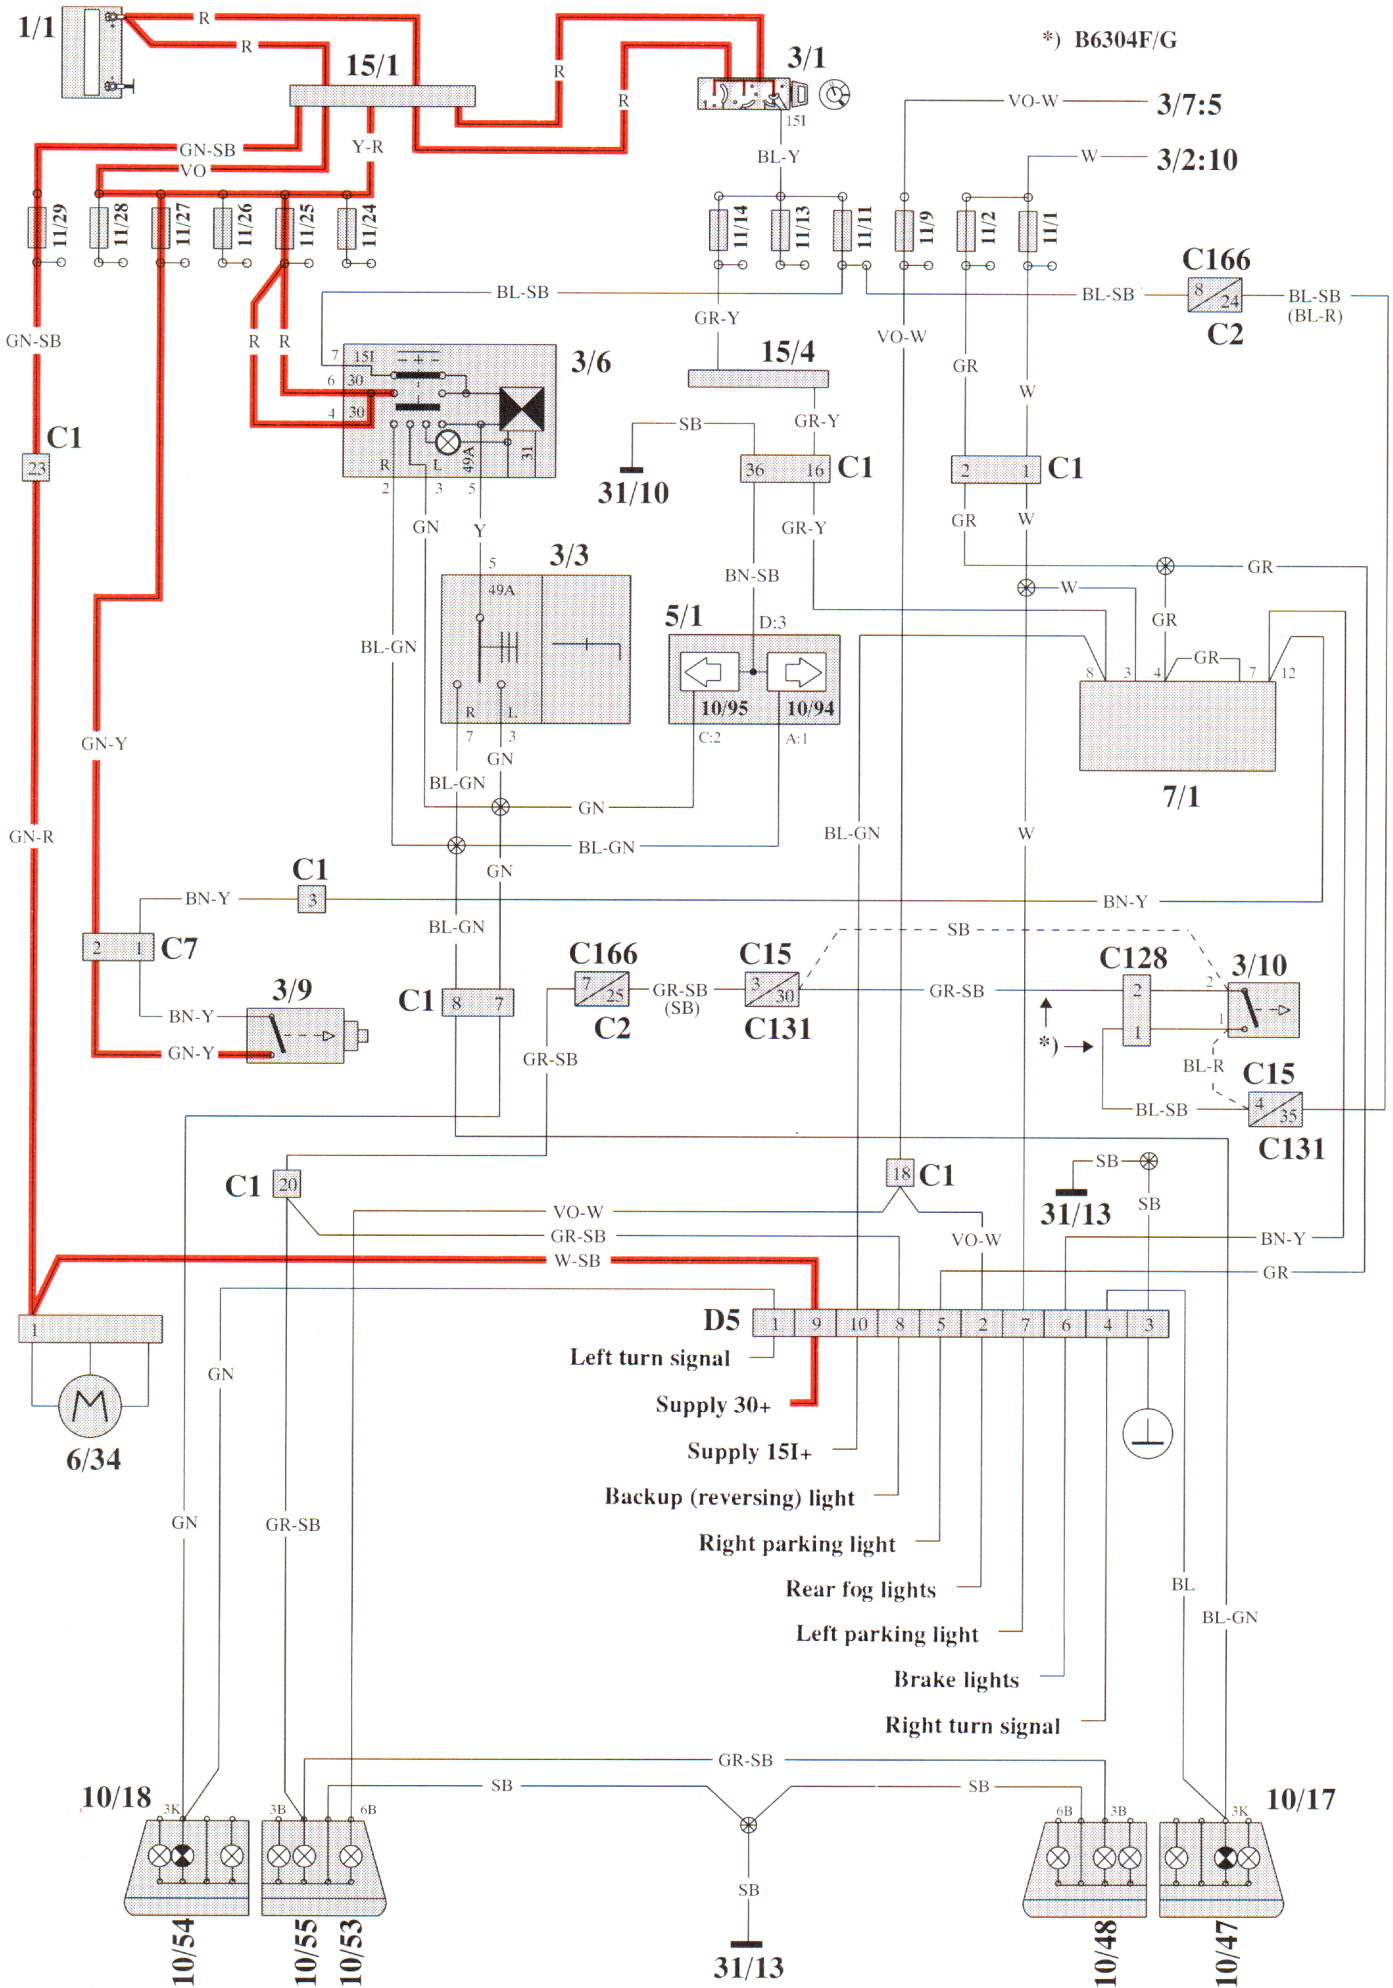 1/1
R
R
15/1
R
R
3/1
15I
*) B6304F/G
VO-W
3/7:5
W
3/2:10
GN-SB
VO
Y-R
BL-Y
11/29
11/28
11/27
11/26
11/25
11/24
11/14
11/13
11/11
11/9
11/2
11/1
C166
8
24
C2
BL-SB
BL-SB
BL-SB
(BL-R)
GN-SB
R
R
GR-Y
VO-W
15/4
GR
W
7
15I
6
30
4
30
3/6
R
L
49A
31
2
3
5
SB
GR-Y
31/10
36
16
C1
2
1
C1
C1
23
GN
Y
GR-Y
GR
W
5
3/3
49A
BN-SB
GR
W
GR
5/1
D:3
BL-GN
GR
8
3
4
7
12
10/95
10/94
C:2
A:1
R
L
7
3
GN
BL-GN
7/1
GN-Y
GN
BL-GN
GN-R
BL-GN
W
GN
C1
3
BN-Y
BN-Y
BL-GN
SB
2
1
C7
C166
7
25
C2
GR-SB
(SB)
C15
3
30
C131
GR-SB
C128
2
1
2
1
3/10
3/9
C1
8
7
BN-Y
GN-Y
*)
GR-SB
BL-R
C15
4
35
C131
BL-SB
C1
20
18
C1
SB
31/13
SB
VO-W
GR-SB
VO-W
BN-Y
W-SB
GR
D5
1
9
10
8
5
2
7
6
4
3
1
Left turn signal
GN
Supply 30+
6/34
Supply 15I+
Backup (reversing) light
GN
GR-SB
Right parking light
Rear fog lights
BL
BL-GN
Left parking light
Brake lights
Right turn signal
GR-SB
SB
SB
10/18
3K
3B
6B
6B
3B
3K
10/17
SB
10/54
10/55
10/53
31/13
10/48
10/47